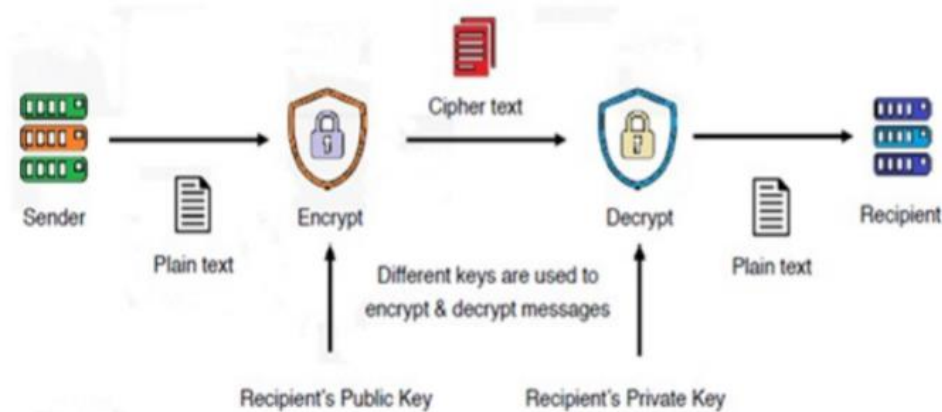 Cipher text
Sender
Encrypt
Decrypt
Recipient
Plain text
Different keys are used to
encrypt & decrypt messages
Plain text
Recipient's Public Key
Recipient's Private Key